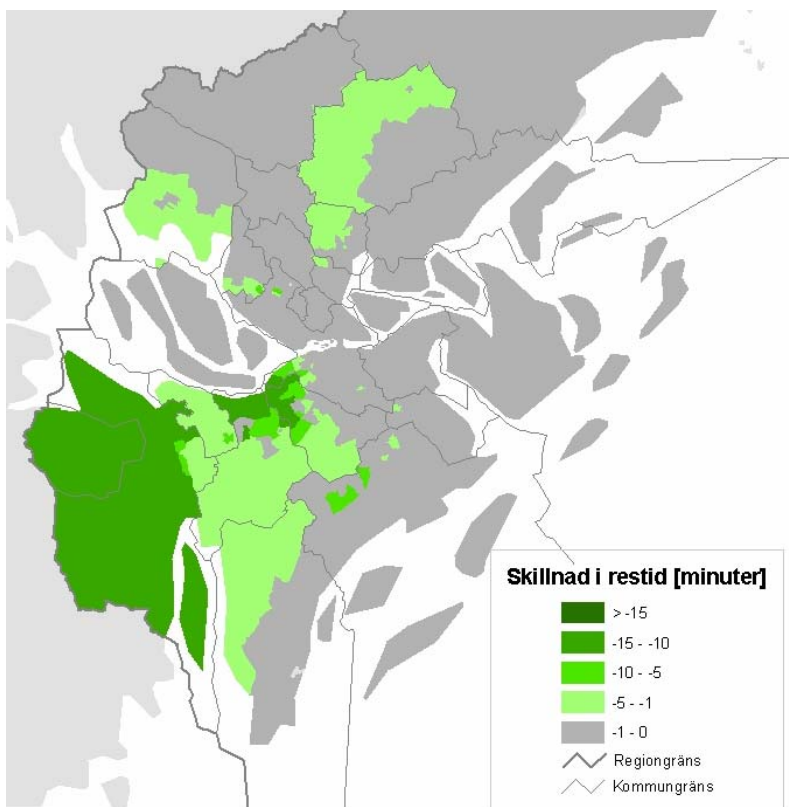 Skillnad i restid [minuter]
> -15
-15 - -10
-10 - -5
-5 - -1
-1 - 0
Regiongräns
Kommungräns